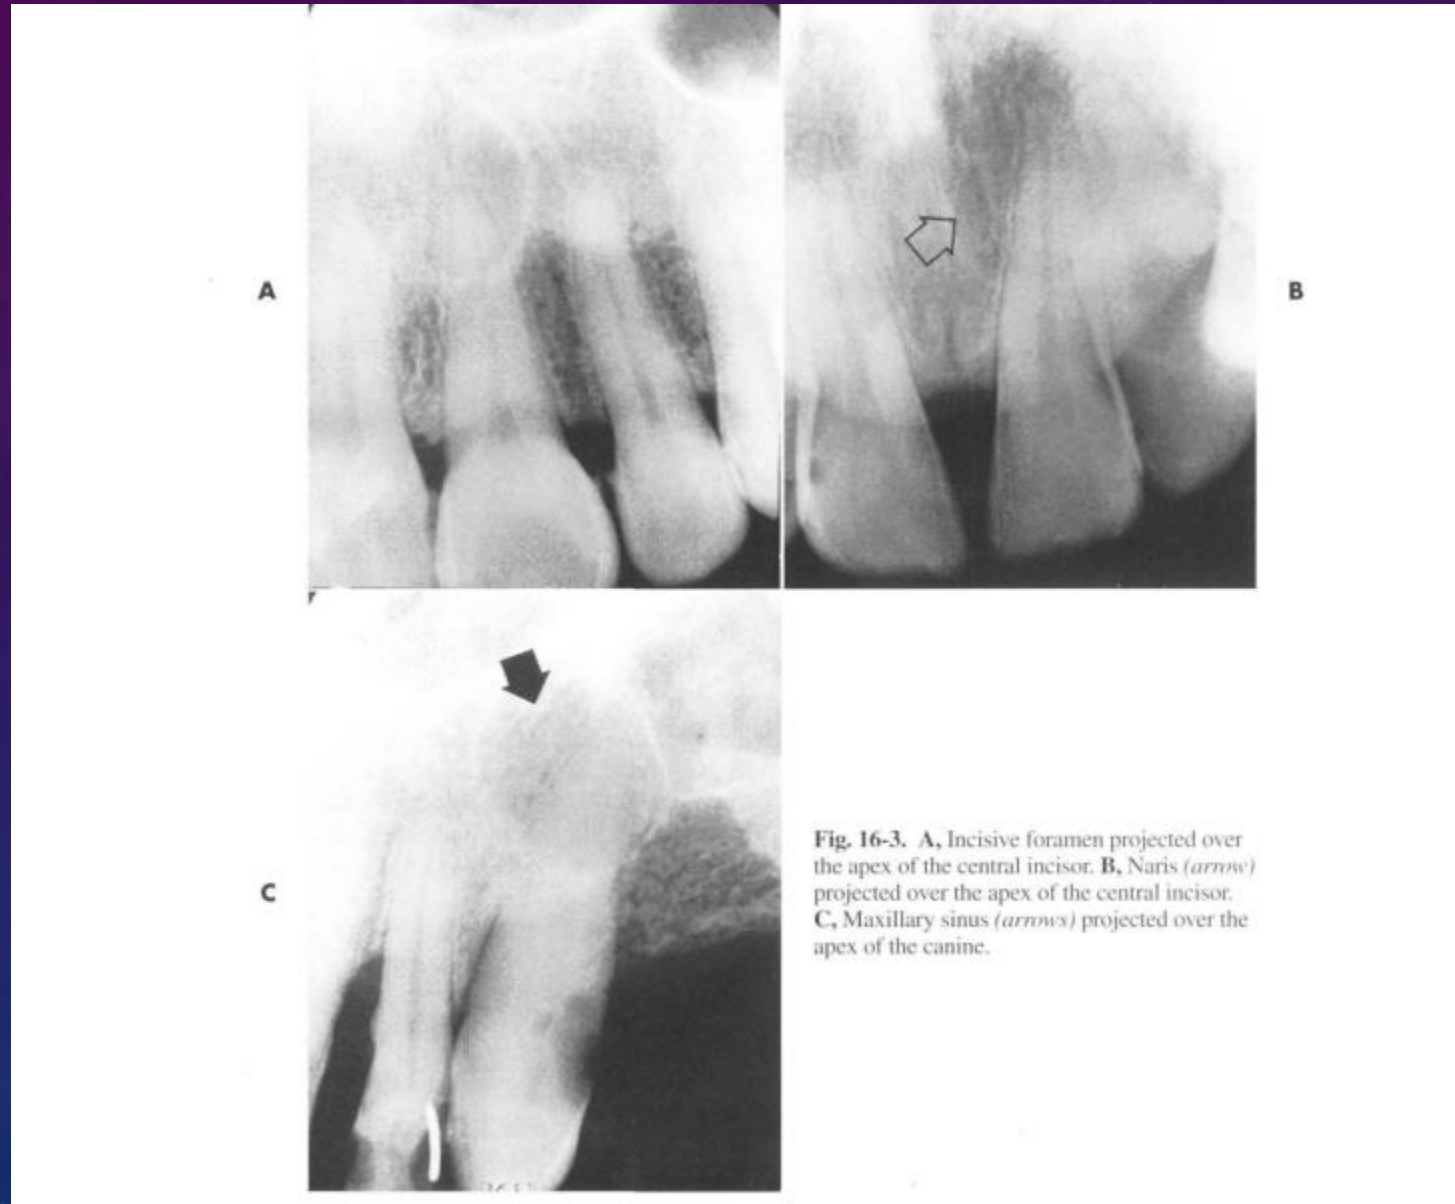 A
B
C
Fig. 16-3. A, Incisive foramen projected over
the apex of the central incisor. B, Naris (arrow)
projected over the apex of the central incisor.
C, Maxillary sinus (arrows) projected over the
apex of the canine.